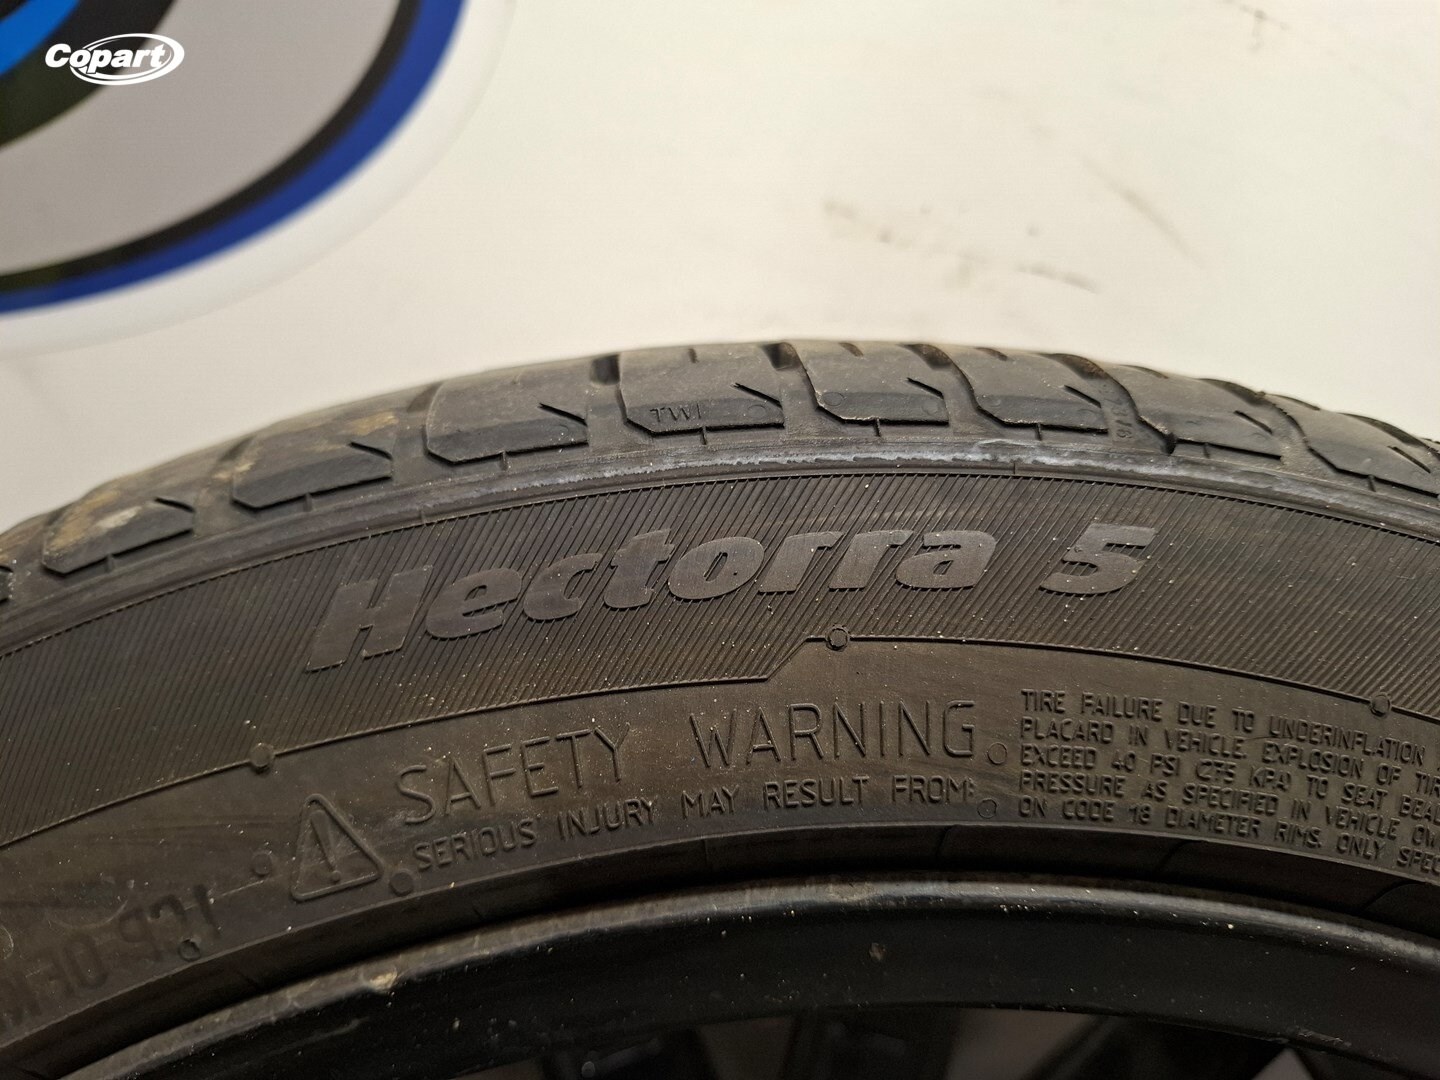 Copart
TWI
Hectorra 5
SAFETY WARNING
SERIOUS INJURY MAY RESULT FROM:
TIRE FAILURE DUE TO UNDERINFLATION
PLACARD IN VEHICLE. EXPLOSION OF
EXCEED 40 PSI (275 KPA) TO SEAT
PRESSURE AS SPECIFIED IN VEHICLE
ON CODE 18 DIAMETER RIMS. ONLY